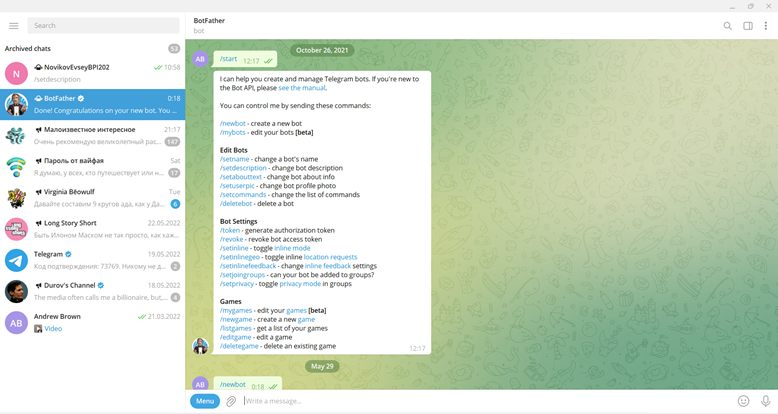 Search
Archived chats
53
N
NovikovEvseyBPI202
10:58
/setdescription
BotFather
0:18
Done! Congratulations on your new bot. You ...
Малоизвестное интересное
21:17
Очень рекомендую великолепный рас...
147
Пароль от вайфая
Sat
Я думаю, у всех, кто путешествует или н...
17
Virginia Bēowulf
Tue
Давайте составим 9 кругов ада, как у Да...
6
Long Story Short
22.05.2022
Быть Илоном Маском не так просто, как каж...
Telegram
19.05.2022
Код подтверждения: 73769. Никому не д...
2
Durov's Channel
18.05.2022
The media often calls me a billionaire, but,...
4
AB
Andrew Brown
21.03.2022
Video
BotFather
bot
October 26, 2021
AB
/start
12:17
I can help you create and manage Telegram bots. If you're new to
the Bot API, please see the manual.
You can control me by sending these commands:
/newbot - create a new bot
/mybots - edit your bots [beta]
Edit Bots
/setname - change a bot's name
/setdescription - change bot description
/setabouttext - change bot about info
/setuserpic - change bot profile photo
/setcommands - change the list of commands
/deletebot - delete a bot
Bot Settings
/token - generate authorization token
/revoke - revoke bot access token
/setinline - toggle inline mode
/setinlinegeo - toggle inline location requests
/setinlinefeedback - change inline feedback settings
/setjoingroups - can your bot be added to groups?
/setprivacy - toggle privacy mode in groups
Games
/mygames - edit your games [beta]
/newgame - create a new game
/listgames - get a list of your games
/editgame - edit a game
/deletegame - delete an existing game
12:17
May 29
AB
/newbot
0:18
Menu
Write a message...